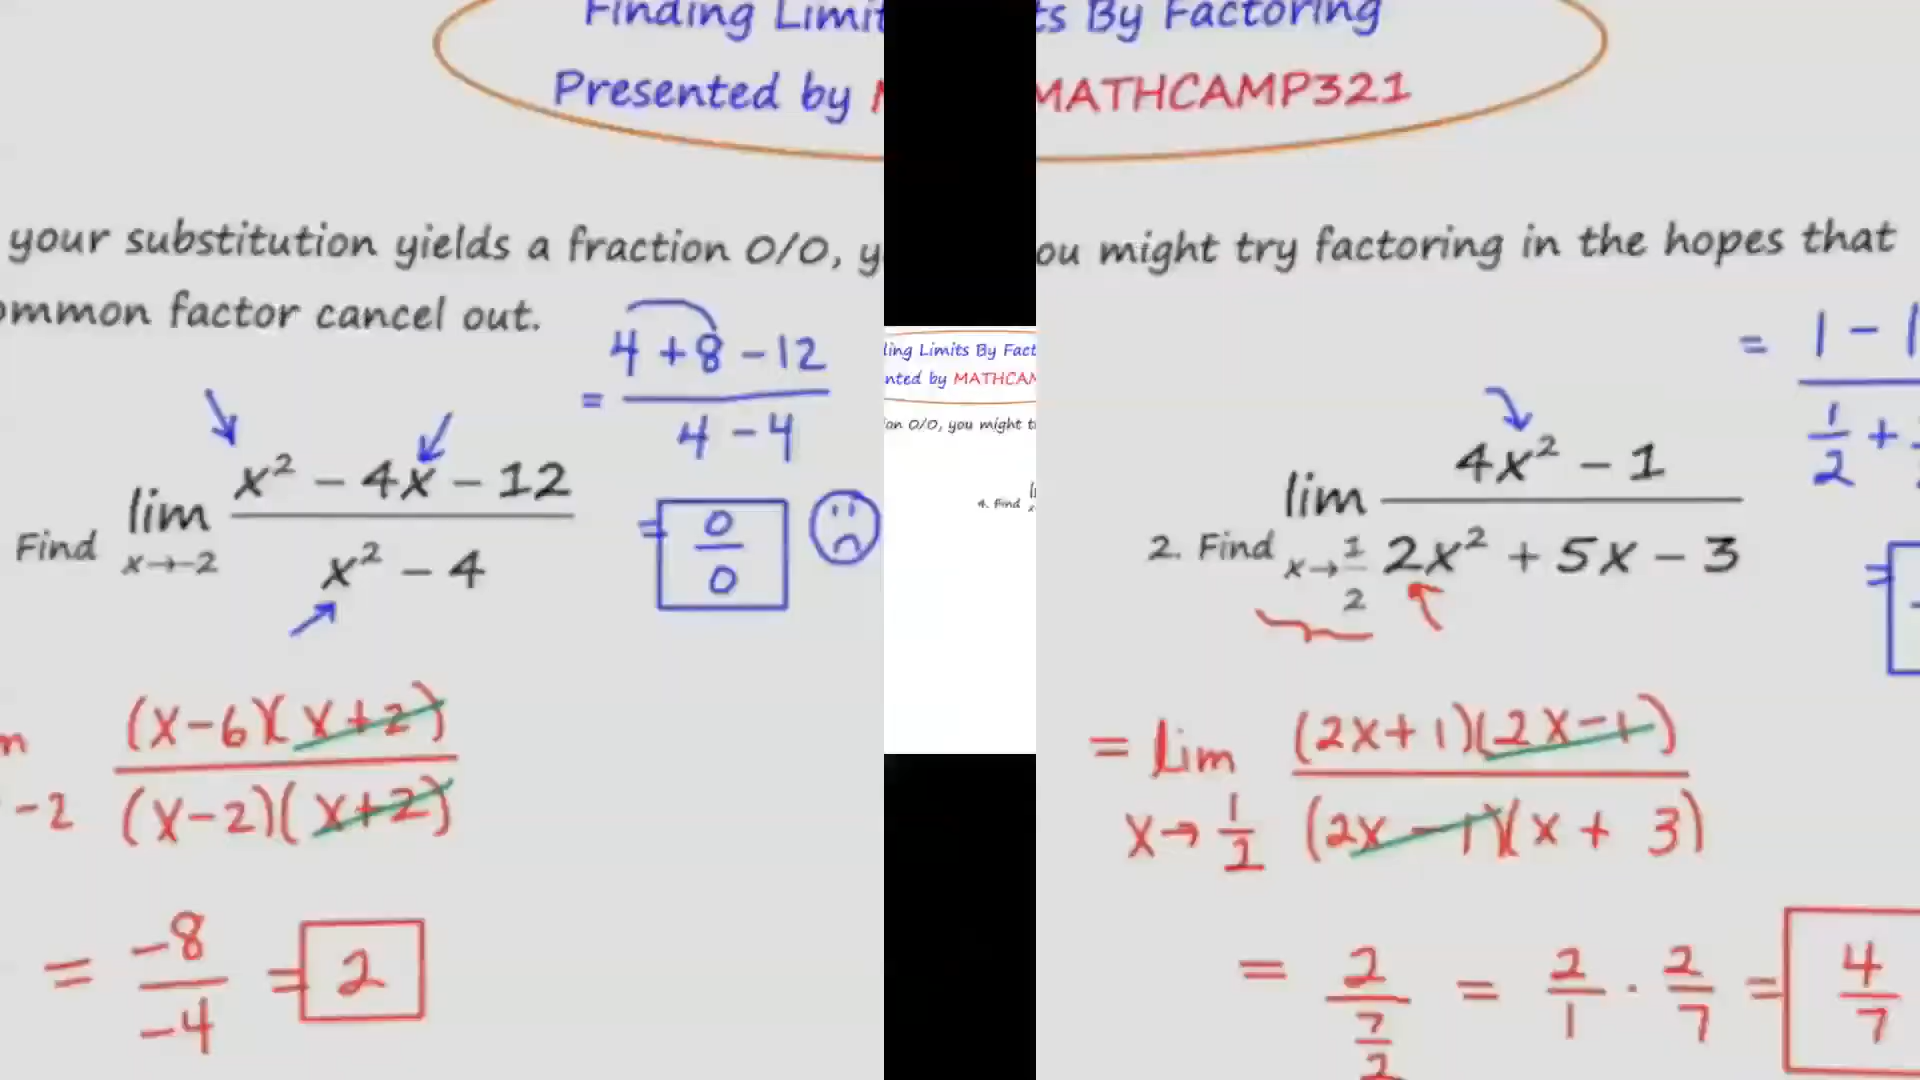 Finding Limits By Factoring
Presented by MATHCAMP321
your substitution yields a fraction 0/0, you might try factoring in the hopes that
ommon factor cancel out.
= (4 + 8 - 12)/(4 - 4)
= 0/0
Find lim x→-2 (x² - 4x - 12)/(x² - 4)
-2 (x-6)(x+2)/(x-2)(x+2)
= -8/-4 = 2
ling Limits By Fact
nted by MATHCAM
on 0/0, you might t
4. Find
= 1 -
1/2 +
2. Find lim x→1/2 (4x² - 1)/(2x² + 5x - 3)
= lim x→1/2 (2x+1)(2x-1)/(2x-1)(x+3)
= 2/(7/2) = 2/1 · 2/7 = 4/7